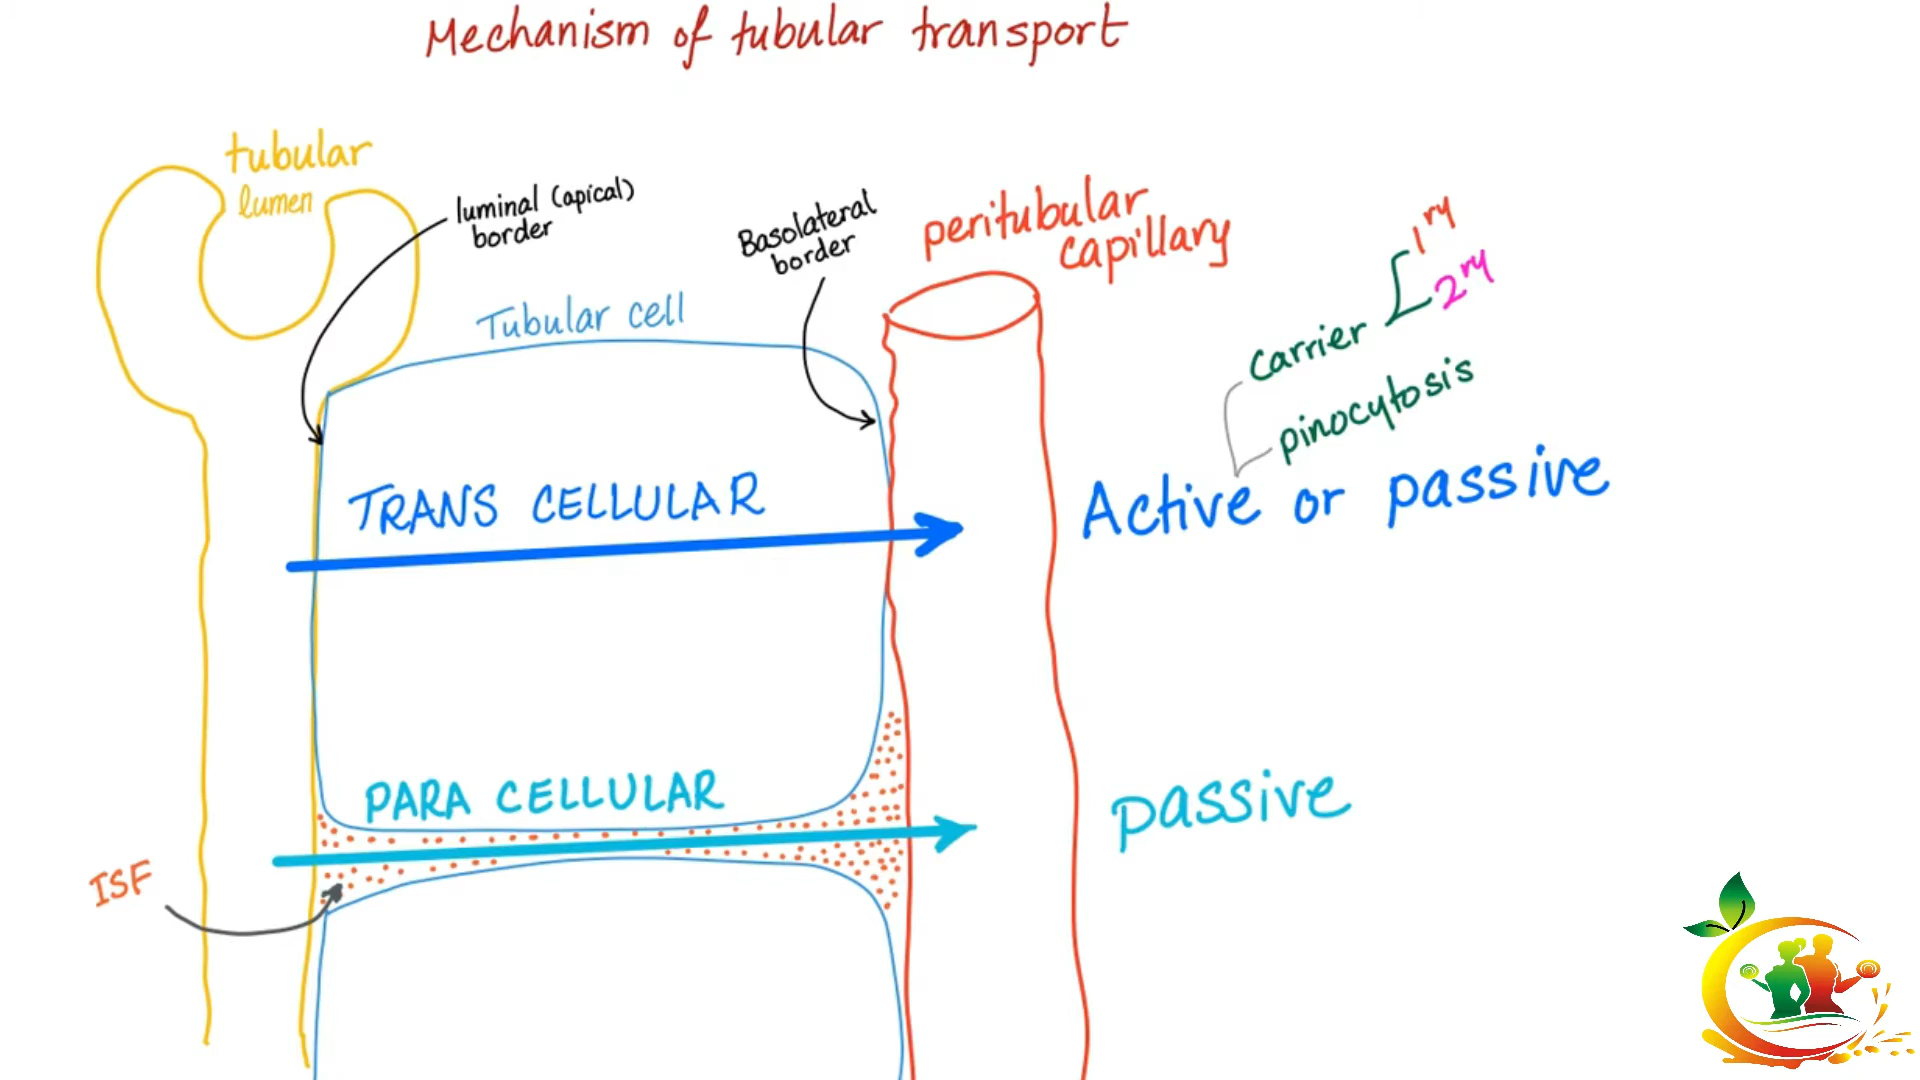 Mechanism of tubular transport
tubular
lumen
luminal (apical)
border
Basolateral
border
peritubular
capillary
Tubular cell
1ry
2ry
Carrier
pinocytosis
TRANS CELLULAR
Active or passive
PARA CELLULAR
passive
ISF